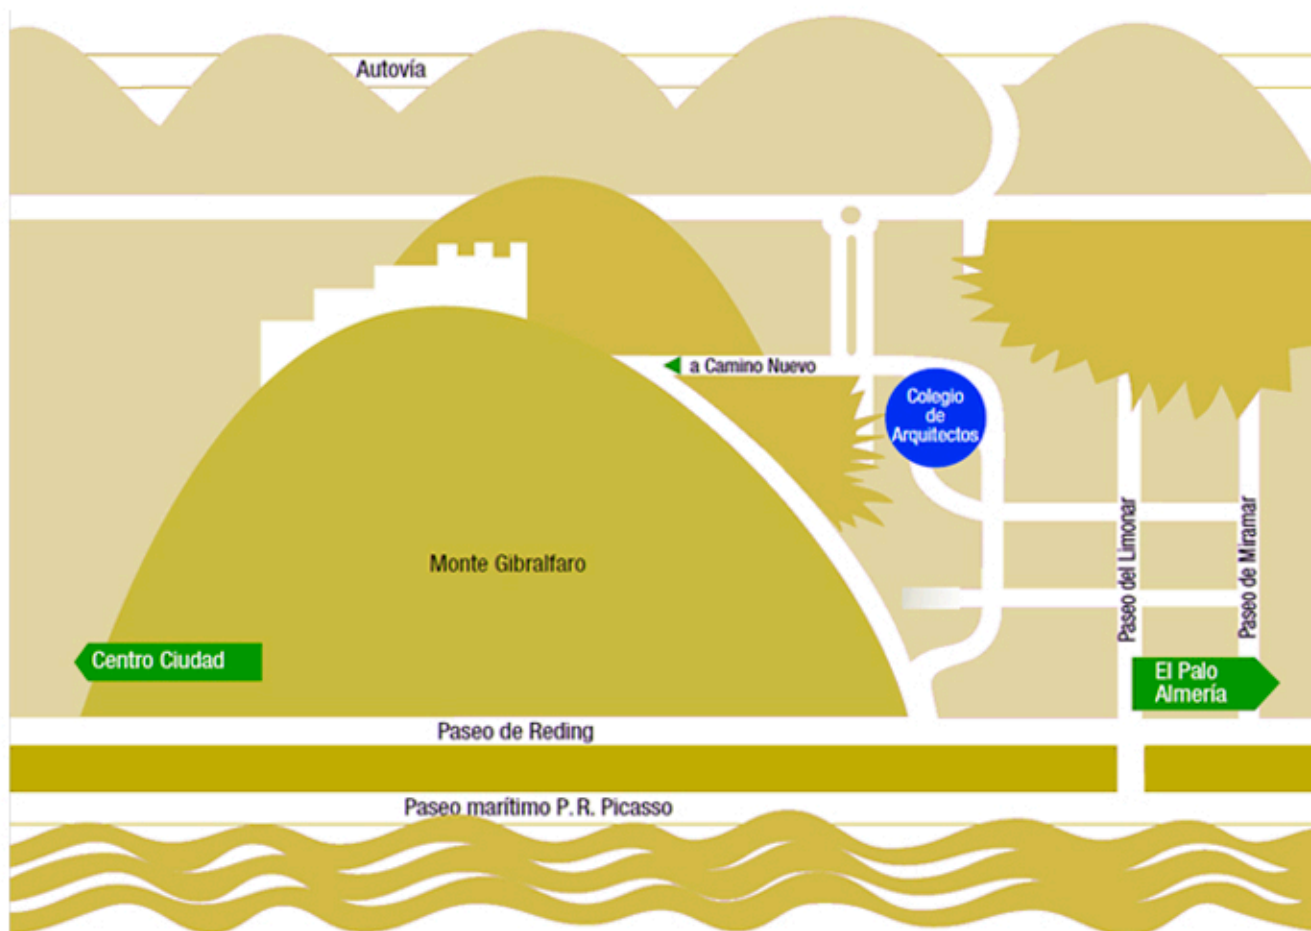 Autovía
a Camino Nuevo
Colegio
de
Arquitectos
Monte Gibralfaro
Paseo del Limonar
Paseo de Miramar
Centro Ciudad
El Palo
Almería
Paseo de Reding
Paseo marítimo P. R. Picasso